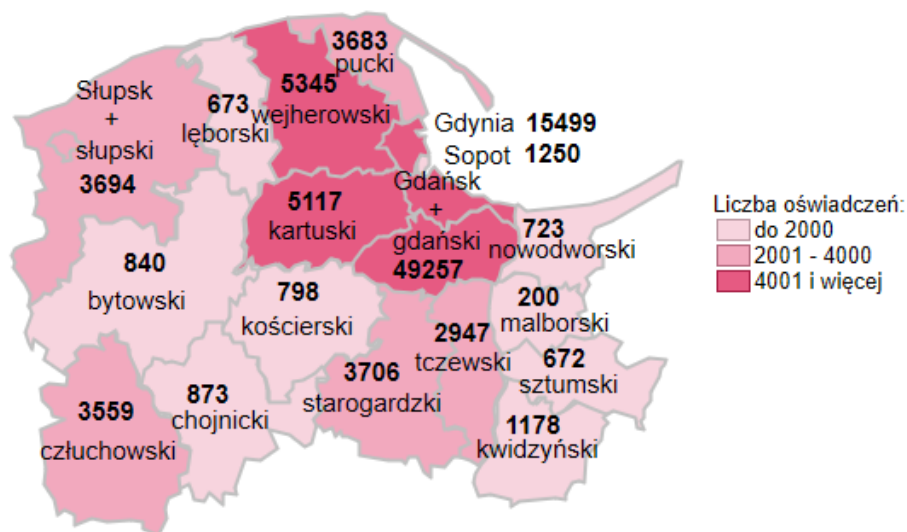 3683
pucki
5345
wejherowski
Słupsk
+
słupski
3694
673
lęborski
Gdynia 15499
Sopot 1250
Gdańsk
+
gdański
49257
5117
kartuski
723
nowodworski
Liczba oświadczeń:
do 2000
2001 - 4000
4001 i więcej
840
bytowski
798
kościerski
200
malborski
2947
tczewski
672
sztumski
3706
starogardzki
873
chojnicki
3559
człuchowski
1178
kwidzyński